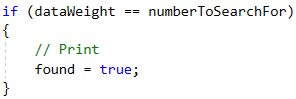 if (dataWeight == numberToSearchFor)
{
    // Print
    found = true;
}